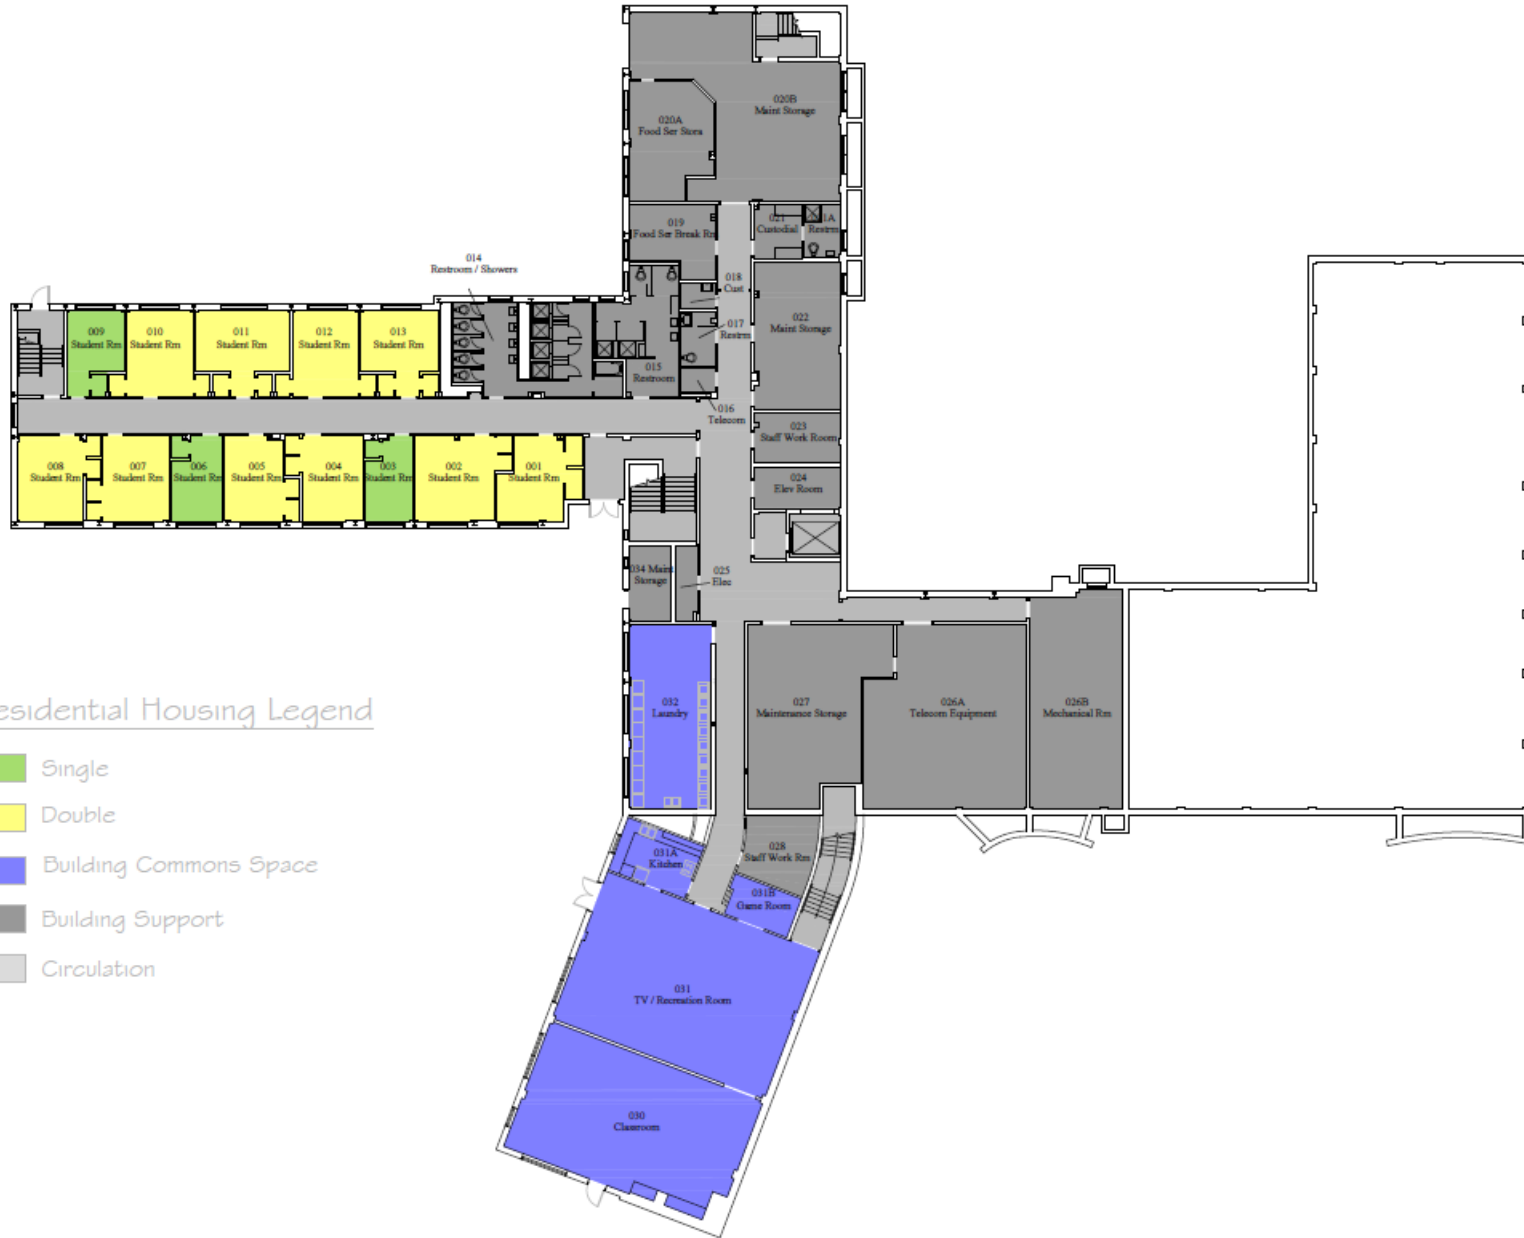 020B
Maint Storage
020A
Food Ser Stora
019
Food Ser Break Rm
021
Custodial
1A
Restrm
014
Restroom / Showers
018
Cust
022
Maint Storage
017
Restrm
015
Restroom
016
Telecom
023
Staff Work Room
024
Elev Room
009
Student Rm
010
Student Rm
011
Student Rm
012
Student Rm
013
Student Rm
008
Student Rm
007
Student Rm
006
Student Rm
005
Student Rm
004
Student Rm
003
Student Rm
002
Student Rm
001
Student Rm
034 Maint
Storage
025
Elec
032
Laundry
027
Maintenance Storage
026A
Telecom Equipment
026B
Mechanical Rm
esidential Housing Legend
Single
Double
Building Commons Space
Building Support
Circulation
031A
Kitchen
028
Staff Work Rm
031B
Game Room
031
TV / Recreation Room
030
Classroom